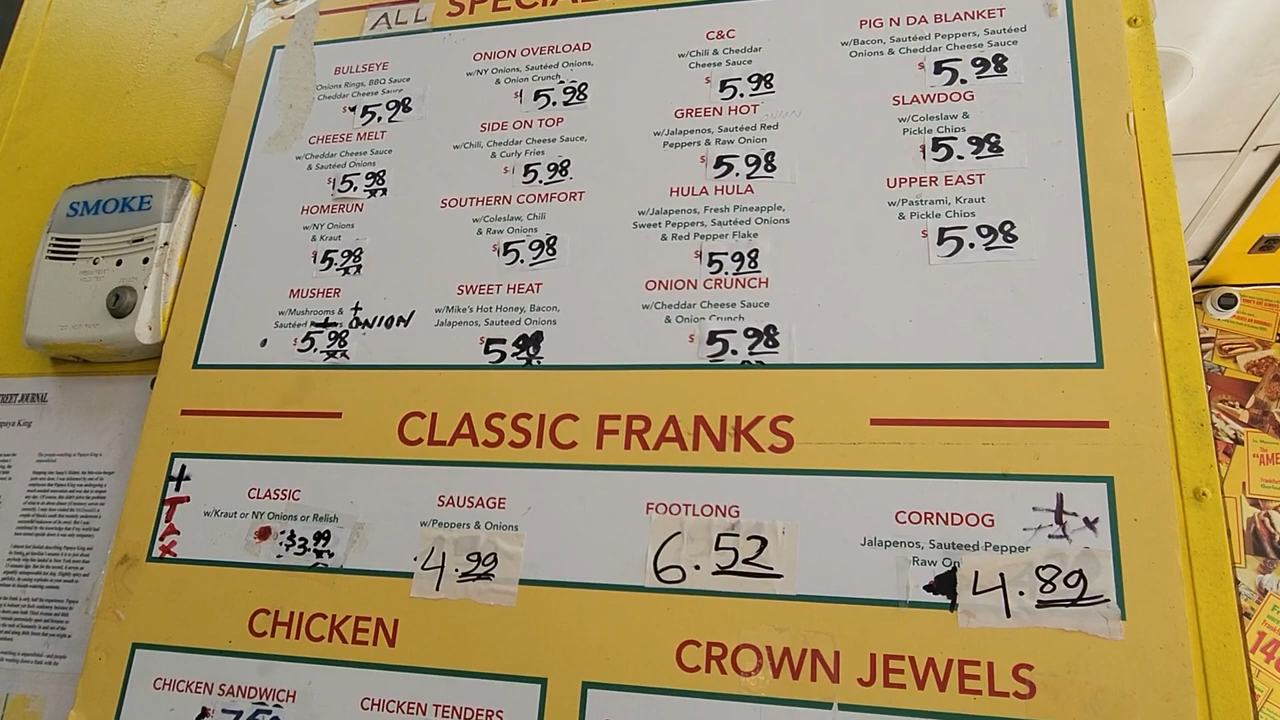 ALL SPECIAL
BULLSEYE
Onions Rings, BBQ Sauce
Cheddar Cheese Sauce
$5.98
CHEESE MELT
w/Cheddar Cheese Sauce
& Sautéed Onions
$5.98
HOMERUN
w/NY Onions
& Kraut
$5.98
MUSHER
w/Mushrooms & +
Sautéed + ONION
$5.98
ONION OVERLOAD
w/NY Onions, Sautéed Onions,
& Onion Crunch
$5.98
SIDE ON TOP
w/Chili, Cheddar Cheese Sauce,
& Curly Fries
$5.98
SOUTHERN COMFORT
w/Coleslaw, Chili
& Raw Onions
$5.98
SWEET HEAT
w/Mike's Hot Honey, Bacon,
Jalapenos, Sauteed Onions
5.98
C&C
w/Chili & Cheddar
Cheese Sauce
$5.98
GREEN HOT
ONION
w/Jalapenos, Sautéed Red
Peppers & Raw Onion
$5.98
HULA HULA
w/Jalapenos, Fresh Pineapple,
Sweet Peppers, Sautéed Onions
& Red Pepper Flake
$5.98
ONION CRUNCH
w/Cheddar Cheese Sauce
& Onion Crunch
$5.98
PIG N DA BLANKET
w/Bacon, Sautéed Peppers, Sautéed
Onions & Cheddar Cheese Sauce
$5.98
SLAWDOG
w/Coleslaw &
Pickle Chips
$5.98
UPPER EAST
w/Pastrami, Kraut
& Pickle Chips
$5.98
SMOKE
CLASSIC FRANKS
+ Tax
CLASSIC
w/Kraut or NY Onions or Relish
$3.99
SAUSAGE
w/Peppers & Onions
4.99
FOOTLONG
6.52
CORNDOG
Jalapenos, Sauteed Pepper
Raw On
4.89
CHICKEN
CHICKEN SANDWICH
CHICKEN TENDERS
CROWN JEWELS
REET JOURNAL
apaya King
"AME